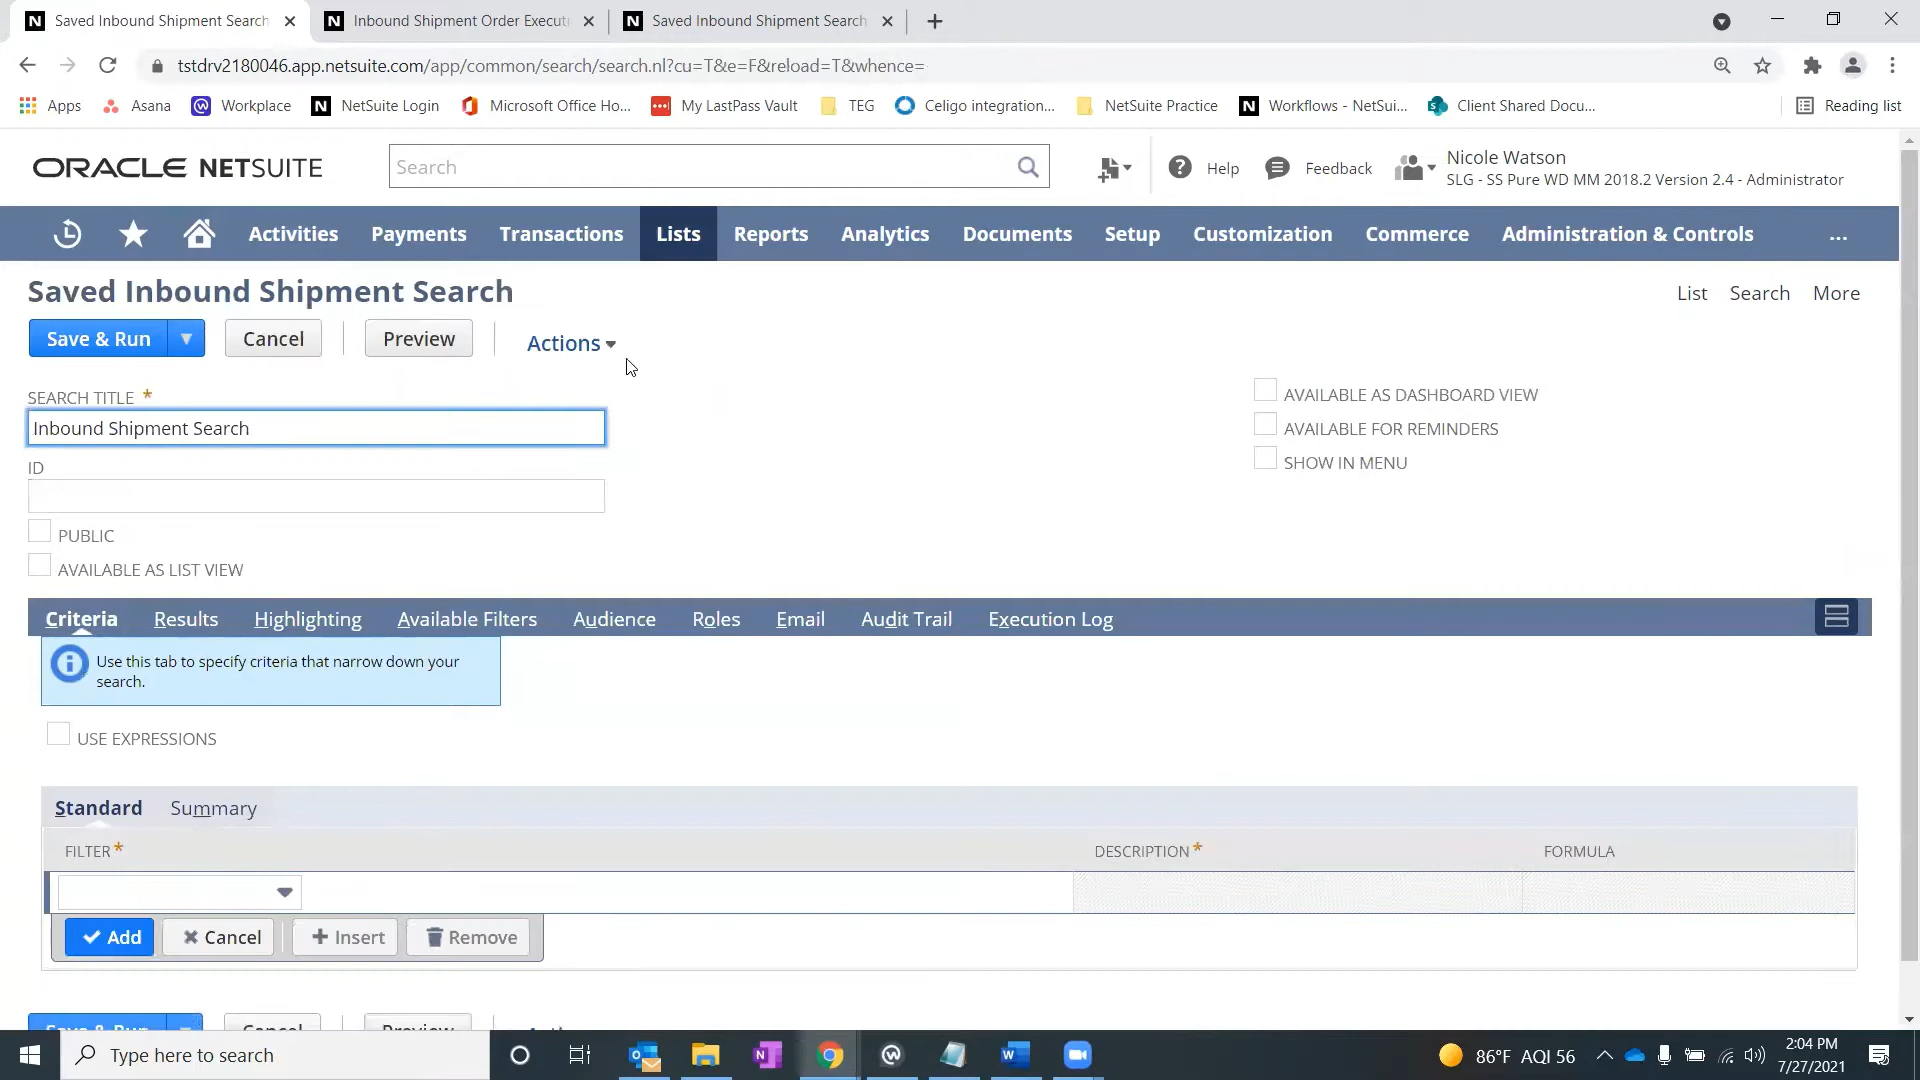 Saved Inbound Shipment Search
Inbound Shipment Order Execut
Saved Inbound Shipment Search
tstdrv2180046.app.netsuite.com/app/common/search/search.nl?cu=T&e=F&reload=T&whence=
Apps
Asana
Workplace
NetSuite Login
Microsoft Office Ho...
My LastPass Vault
TEG
Celigo integration...
NetSuite Practice
Workflows - NetSui...
Client Shared Docu...
Reading list
ORACLE NETSUITE
Search
Help
Feedback
Nicole Watson
SLG - SS Pure WD MM 2018.2 Version 2.4 - Administrator
Activities
Payments
Transactions
Lists
Reports
Analytics
Documents
Setup
Customization
Commerce
Administration & Controls
...
Saved Inbound Shipment Search
List
Search
More
Save & Run
Cancel
Preview
Actions
SEARCH TITLE *
Inbound Shipment Search
ID
PUBLIC
AVAILABLE AS LIST VIEW
AVAILABLE AS DASHBOARD VIEW
AVAILABLE FOR REMINDERS
SHOW IN MENU
Criteria
Results
Highlighting
Available Filters
Audience
Roles
Email
Audit Trail
Execution Log
Use this tab to specify criteria that narrow down your
search.
USE EXPRESSIONS
Standard
Summary
FILTER *
DESCRIPTION *
FORMULA
Add
Cancel
Insert
Remove
Save & Run
Cancel
Preview
Type here to search
86°F AQI 56
2:04 PM
7/27/2021